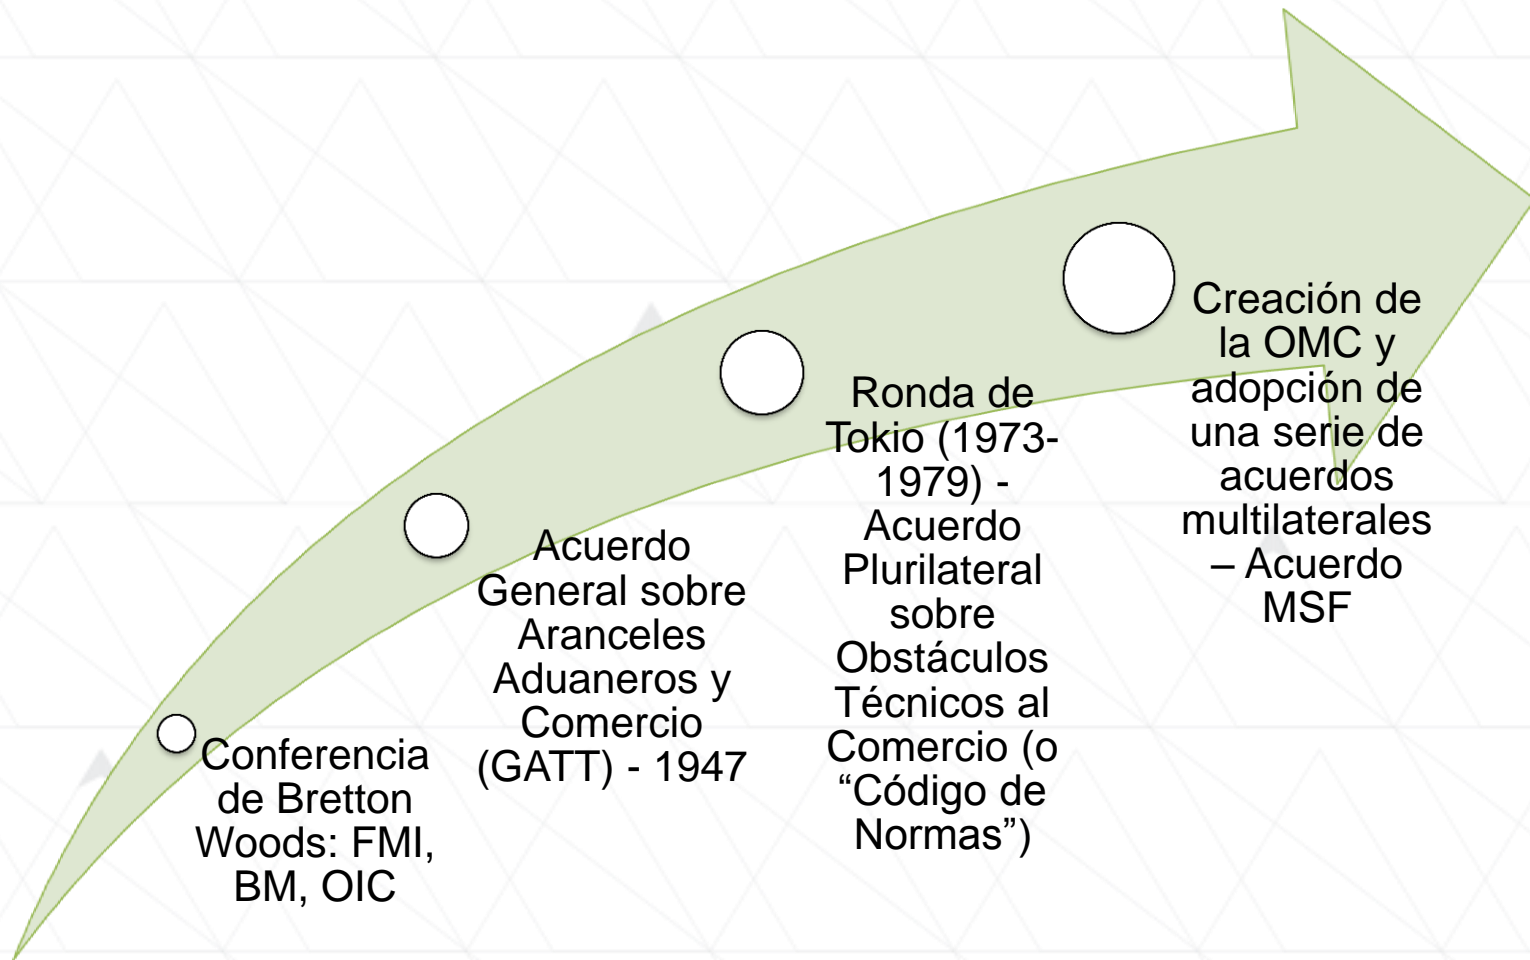 Conferencia
de Bretton
Woods: FMI,
BM, OIC
Acuerdo
General sobre
Aranceles
Aduaneros y
Comercio
(GATT) - 1947
Ronda de
Tokio (1973-
1979) -
Acuerdo
Plurilateral
sobre
Obstáculos
Técnicos al
Comercio (o
“Código de
Normas”)
Creación de
la OMC y
adopción de
una serie de
acuerdos
multilaterales
– Acuerdo
MSF